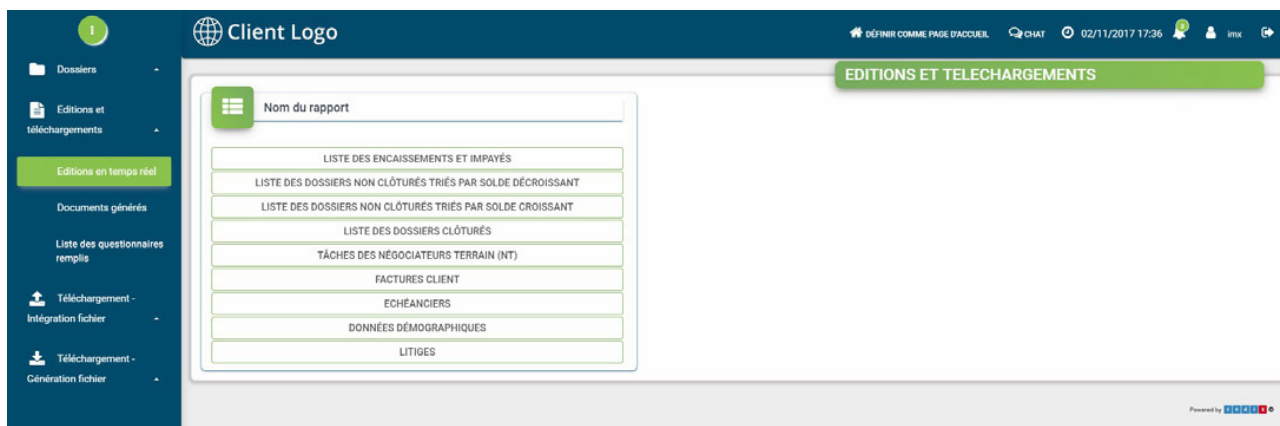 Client Logo
DÉFINIR COMME PAGE D'ACCUEIL
CHAT
02/11/2017 17:36
imx
Dossiers
Editions et
téléchargements
Editions en temps réel
Documents générés
Liste des questionnaires
remplis
Téléchargement -
Intégration fichier
Téléchargement -
Génération fichier
EDITIONS ET TELECHARGEMENTS
Nom du rapport
LISTE DES ENCAISSEMENTS ET IMPAYÉS
LISTE DES DOSSIERS NON CLÔTURÉS TRIÉS PAR SOLDE DÉCROISSANT
LISTE DES DOSSIERS NON CLÔTURÉS TRIÉS PAR SOLDE CROISSANT
LISTE DES DOSSIERS CLÔTURÉS
TÂCHES DES NÉGOCIATEURS TERRAIN (NT)
FACTURES CLIENT
ECHÉANCIERS
DONNÉES DÉMOGRAPHIQUES
LITIGES
Powered by